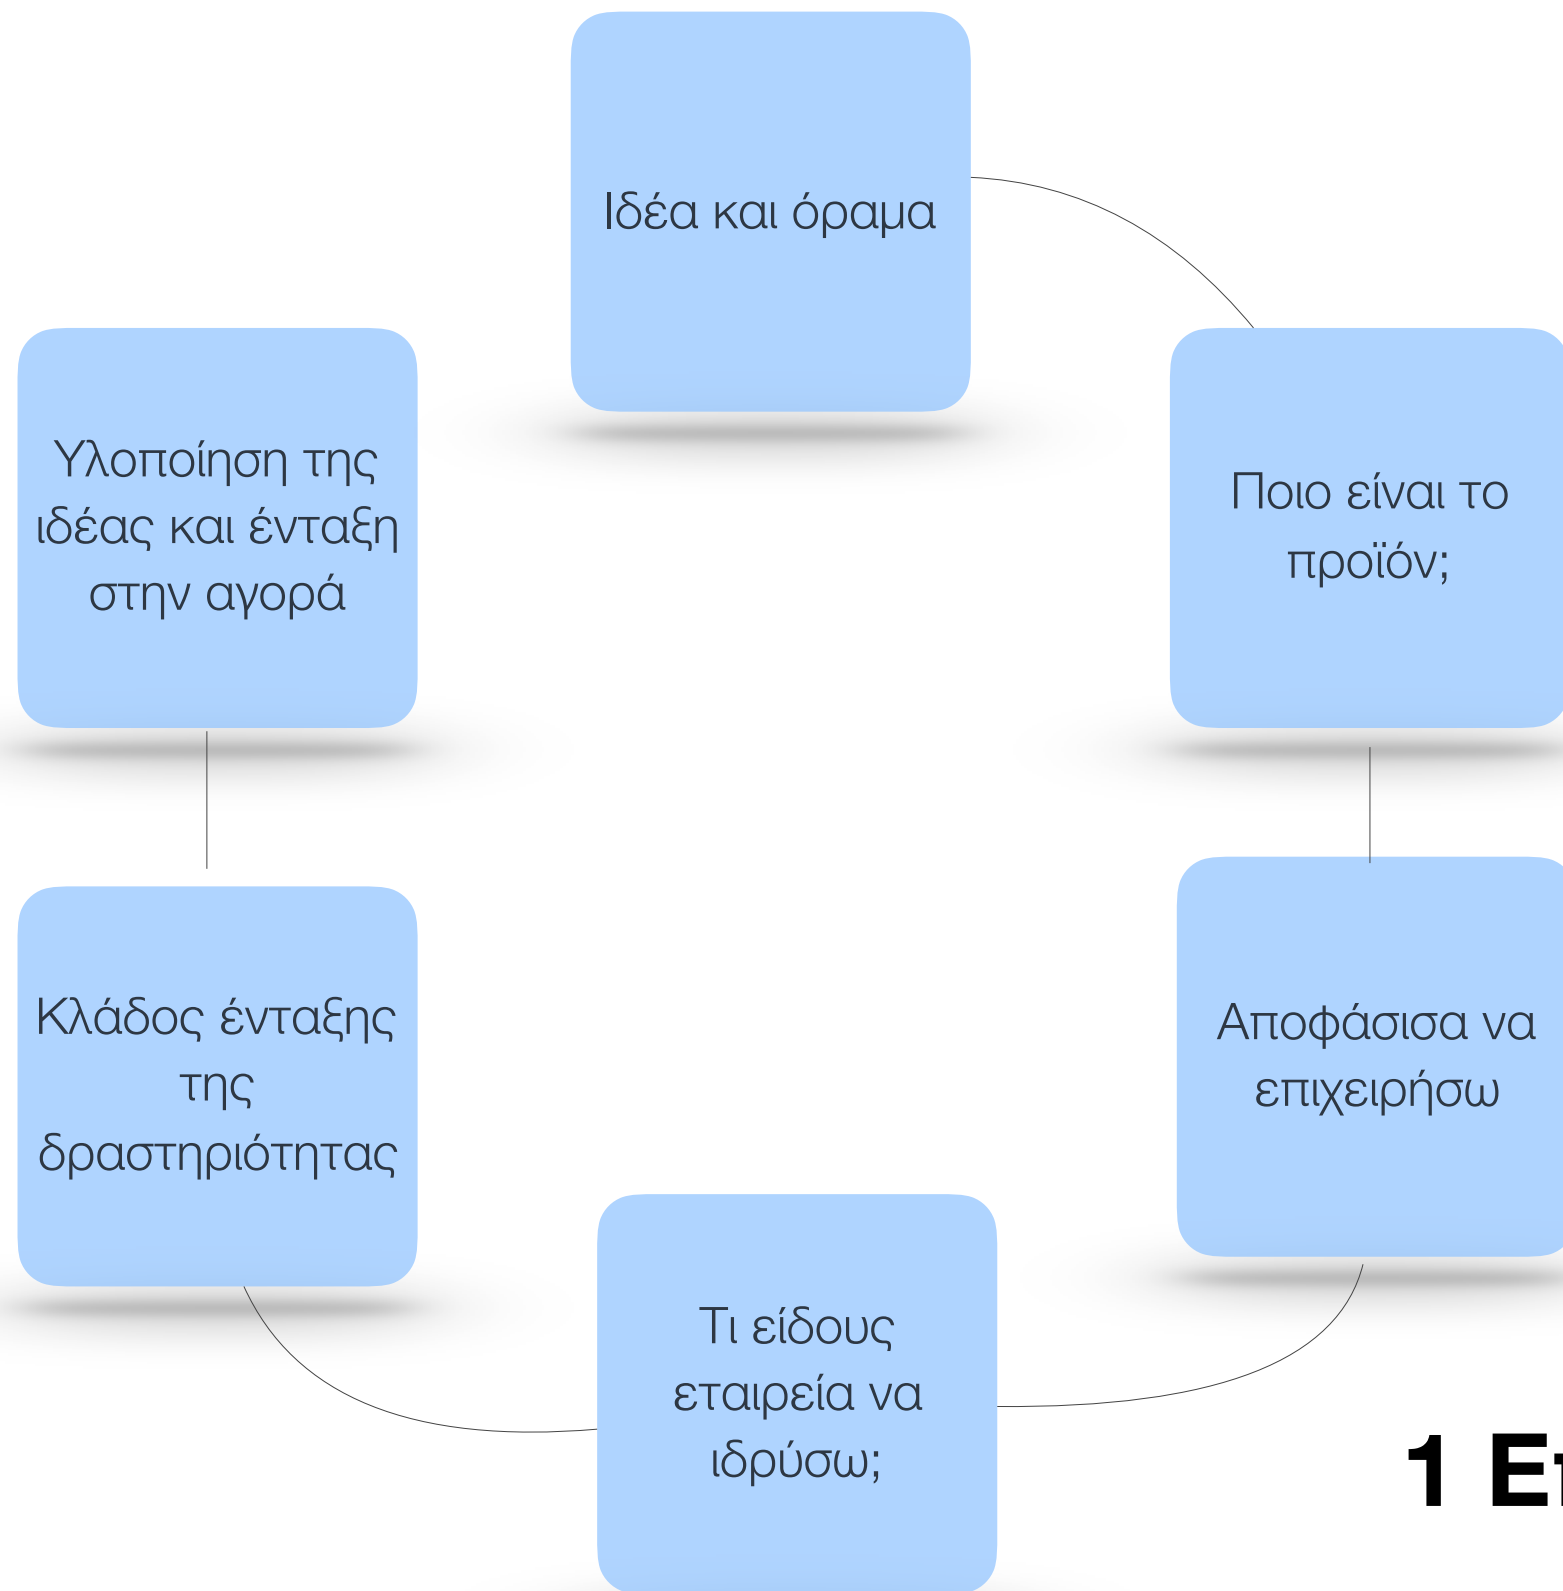 Ιδέα και όραμα
Ποιο είναι το
προϊόν;
Αποφάσισα να
επιχειρήσω
Τι είδους
εταιρεία να
ιδρύσω;
Κλάδος ένταξης
της
δραστηριότητας
Υλοποίηση της
ιδέας και ένταξη
στην αγορά
1